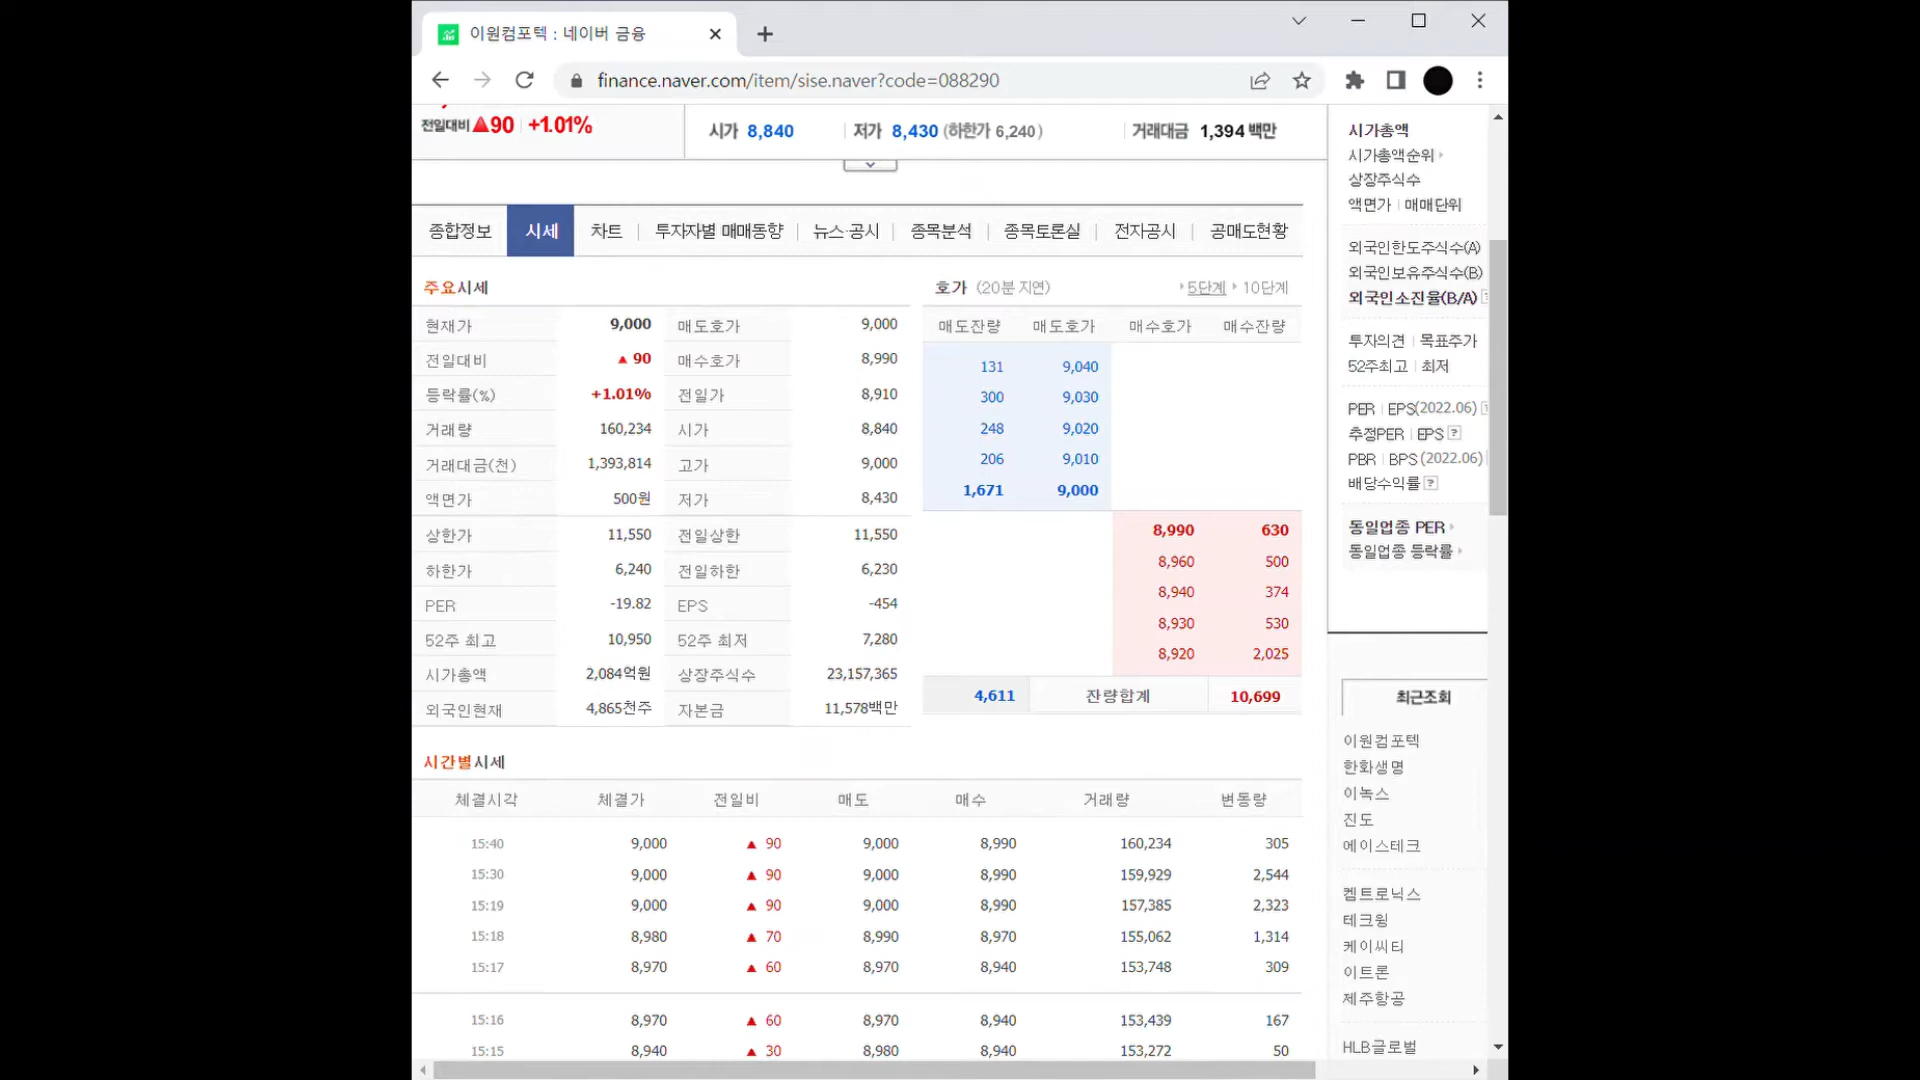 이원컴포텍 : 네이버 금융
finance.naver.com/item/sise.naver?code=088290
전일대비 ▲90 +1.01%
시가 8,840 저가 8,430 (하한가 6,240) 거래대금 1,394 백만
종합정보 시세 차트 투자자별 매매동향 뉴스·공시 종목분석 종목토론실 전자공시 공매도현황
주요시세
현재가 9,000 매도호가 9,000
전일대비 ▲ 90 매수호가 8,990
등락률(%) +1.01% 전일가 8,910
거래량 160,234 시가 8,840
거래대금(천) 1,393,814 고가 9,000
액면가 500원 저가 8,430
상한가 11,550 전일상한 11,550
하한가 6,240 전일하한 6,230
PER -19.82 EPS -454
52주 최고 10,950 52주 최저 7,280
시가총액 2,084억원 상장주식수 23,157,365
외국인현재 4,865천주 자본금 11,578백만
호가 (20분 지연) 5단계 10단계
매도잔량 매도호가 매수호가 매수잔량
131 9,040
300 9,030
248 9,020
206 9,010
1,671 9,000
8,990 630
8,960 500
8,940 374
8,930 530
8,920 2,025
4,611 잔량합계 10,699
시간별시세
체결시각 체결가 전일비 매도 매수 거래량 변동량
15:40 9,000 ▲ 90 9,000 8,990 160,234 305
15:30 9,000 ▲ 90 9,000 8,990 159,929 2,544
15:19 9,000 ▲ 90 9,000 8,990 157,385 2,323
15:18 8,980 ▲ 70 8,990 8,970 155,062 1,314
15:17 8,970 ▲ 60 8,970 8,940 153,748 309
15:16 8,970 ▲ 60 8,970 8,940 153,439 167
15:15 8,940 ▲ 30 8,980 8,940 153,272 50
시가총액
시가총액순위
상장주식수
액면가 매매단위
외국인한도주식수(A)
외국인보유주식수(B)
외국인소진율(B/A) ?
투자의견 목표주가
52주최고 최저
PER EPS(2022.06)
추정PER EPS ?
PBR BPS (2022.06)
배당수익률 ?
동일업종 PER
동일업종 등락률
최근조회
이원컴포텍
한화생명
이녹스
진도
에이스테크
켐트로닉스
테크윙
케이씨티
이트론
제주항공
HLB글로벌